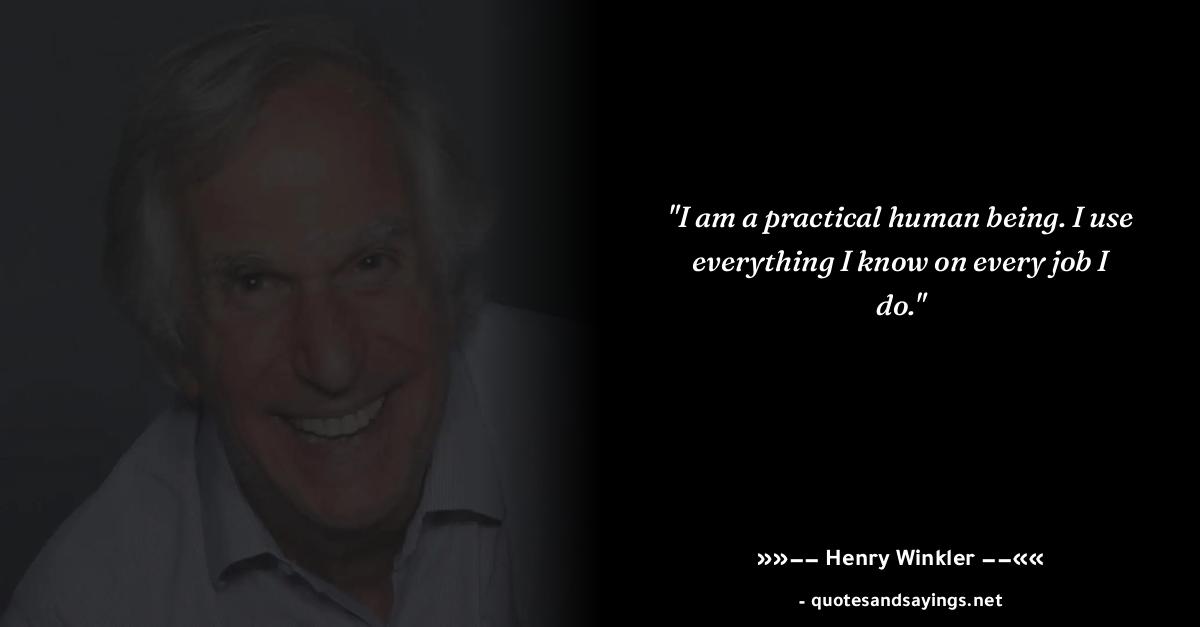 "I am a practical human being. I use
everything I know on every job I
do."
»»–– Henry Winkler ––««
- quotesandsayings.net